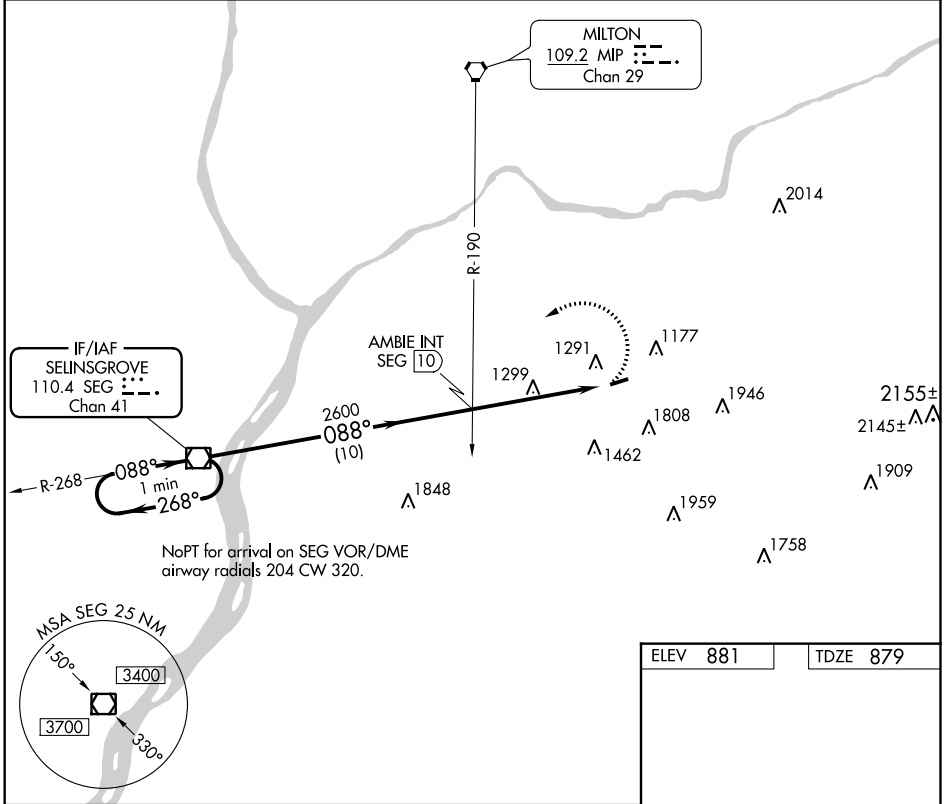 MILTON
109.2 MIP
Chan 29
2014
R-190
IF/IAF
SELINSGROVE
110.4 SEG
Chan 41
AMBIE INT
SEG 10
1291
1177
1299
1946
2155±
2145±
2600
088°
(10)
1808
1462
R-268
088°
1 min
268°
1848
1909
1959
1758
NoPT for arrival on SEG VOR/DME
airway radials 204 CW 320.
MSA SEG 25 NM
150°
3400
3700
330°
ELEV 881
TDZE 879